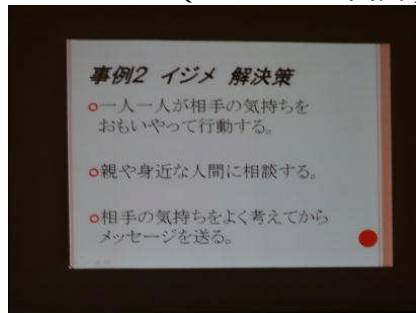 事例2 イジメ 解決策
一人一人が相手の気持ちを
おもいやって行動する。
親や身近な人間に相談する。
相手の気持ちをよく考えてから
メッセージを送る。